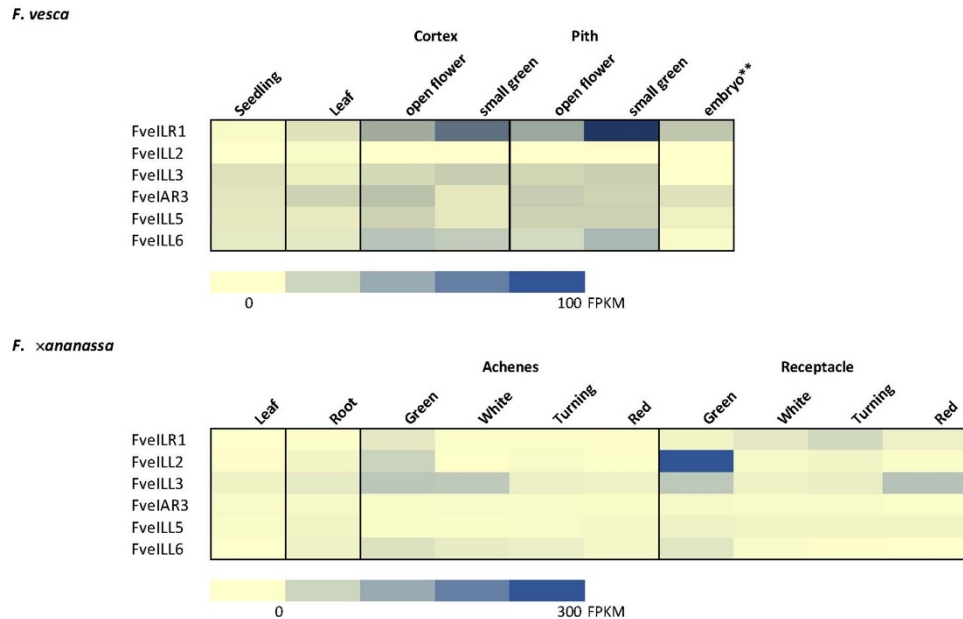 F. vesca
Cortex Pith
Seedling Leaf open flower small green open flower small green embryo**
FveILR1
FveILL2
FveILL3
FveIAR3
FveILL5
FveILL6
0 100 FPKM
F. ×ananassa
Achenes Receptacle
Leaf Root Green White Turning Red Green White Turning Red
FveILR1
FveILL2
FveILL3
FveIAR3
FveILL5
FveILL6
0 300 FPKM